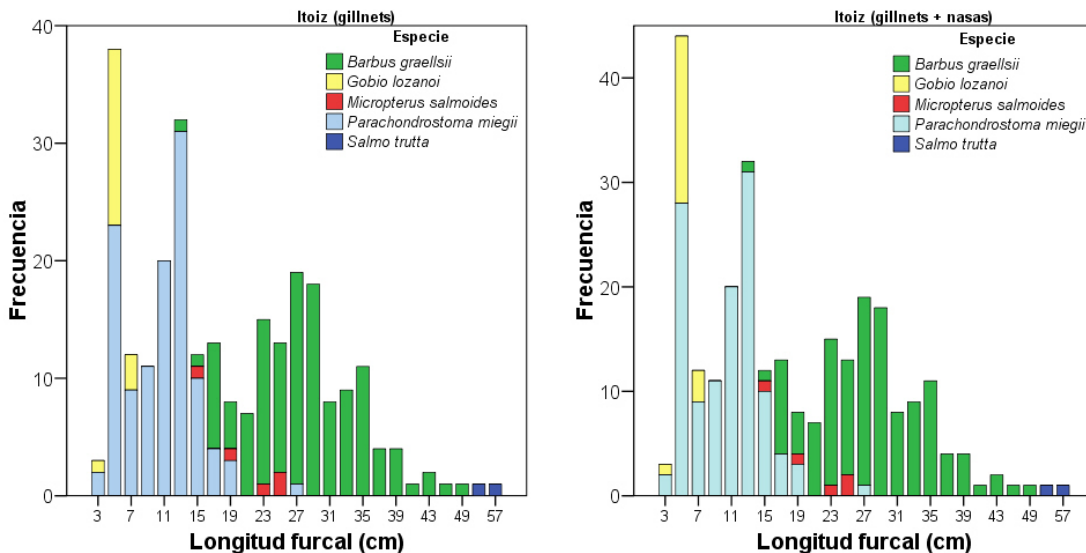 Itoiz (gillnets)
Especie
Barbus graellsii
Gobio lozanoi
Micropterus salmoides
Parachondrostoma miegii
Salmo trutta
Frecuencia
40
30
20
10
0
3 7 11 15 19 23 27 31 35 39 43 49 57
Longitud furcal (cm)
Itoiz (gillnets + nasas)
Especie
Barbus graellsii
Gobio lozanoi
Micropterus salmoides
Parachondrostoma miegii
Salmo trutta
Frecuencia
40
30
20
10
0
3 7 11 15 19 23 27 31 35 39 43 49 57
Longitud furcal (cm)